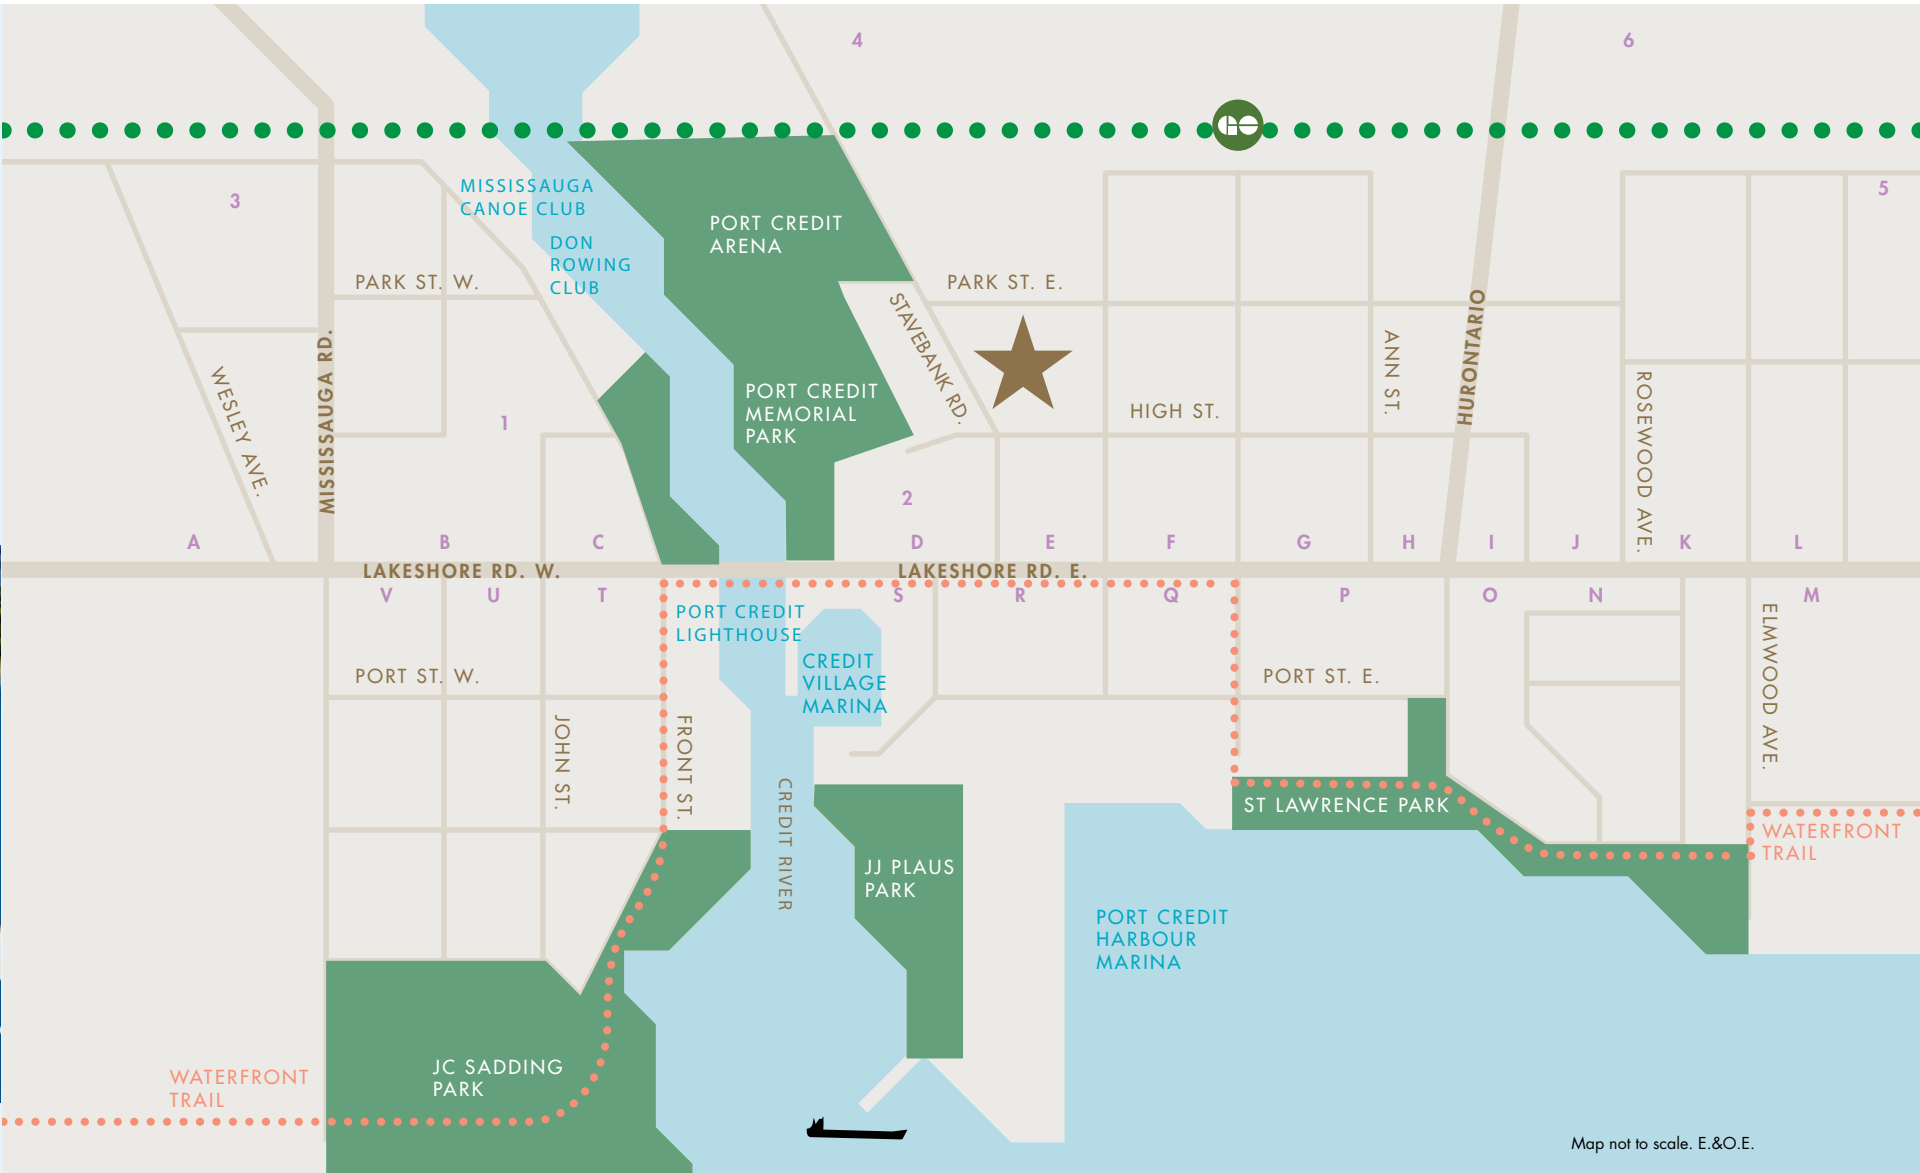 4
6
GO
3
MISSISSAUGA
CANOE CLUB
5
PORT CREDIT
ARENA
DON
ROWING
CLUB
PARK ST. W.
PARK ST. E.
STAVEBANK RD.
HURONTARIO
ANN ST.
MISSISSAUGA RD.
WESLEY AVE.
ROSEWOOD AVE.
PORT CREDIT
MEMORIAL
PARK
HIGH ST.
1
2
A
B
C
D
E
F
G
H
I
J
K
L
LAKESHORE RD. W.
LAKESHORE RD. E.
V
U
T
S
R
Q
P
O
N
M
PORT CREDIT
LIGHTHOUSE
ELMWOOD AVE.
CREDIT
VILLAGE
MARINA
PORT ST. W.
PORT ST. E.
JOHN ST.
FRONT ST.
CREDIT RIVER
ST LAWRENCE PARK
WATERFRONT
TRAIL
JJ PLAUS
PARK
PORT CREDIT
HARBOUR
MARINA
JC SADDING
PARK
WATERFRONT
TRAIL
Map not to scale. E.&O.E.